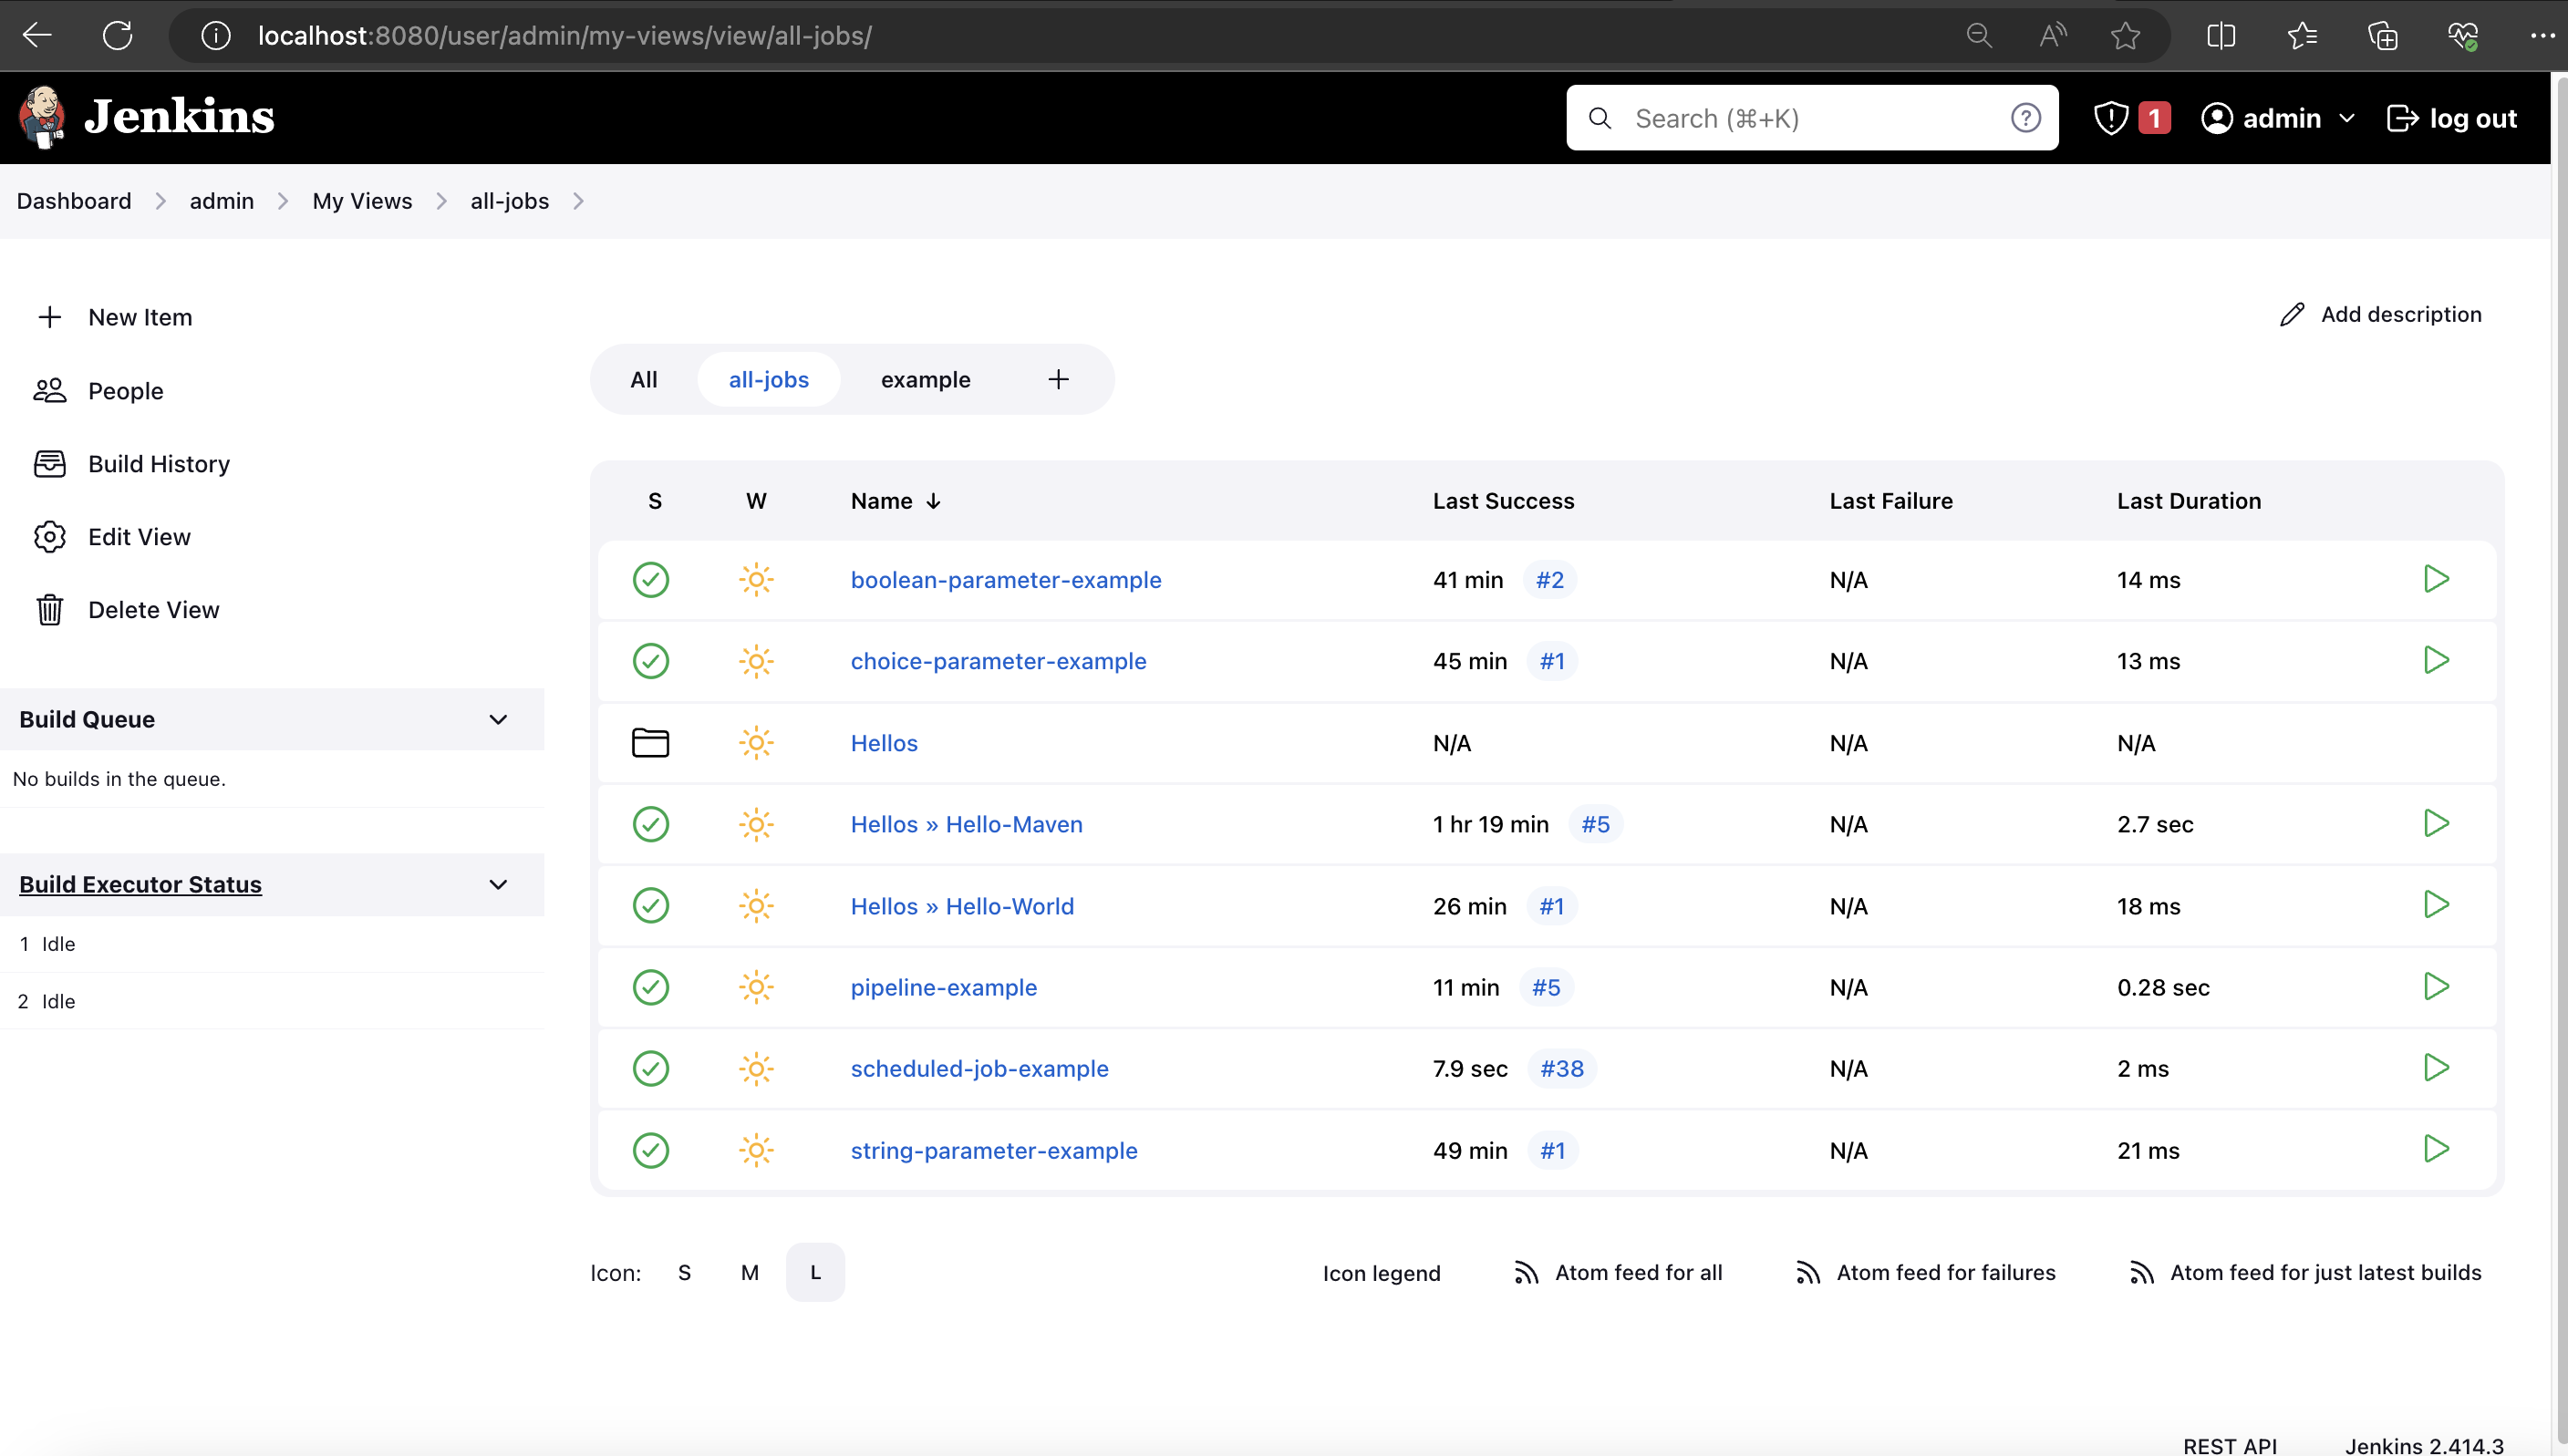 localhost:8080/user/admin/my-views/view/all-jobs/
Jenkins
Search (⌘+K)
1
admin
log out
Dashboard
admin
My Views
all-jobs
New Item
People
Build History
Edit View
Delete View
Build Queue
No builds in the queue.
Build Executor Status
1 Idle
2 Idle
Add description
All all-jobs example
S W Name ↓ Last Success Last Failure Last Duration
boolean-parameter-example 41 min #2 N/A 14 ms
choice-parameter-example 45 min #1 N/A 13 ms
Hellos N/A N/A N/A
Hellos » Hello-Maven 1 hr 19 min #5 N/A 2.7 sec
Hellos » Hello-World 26 min #1 N/A 18 ms
pipeline-example 11 min #5 N/A 0.28 sec
scheduled-job-example 7.9 sec #38 N/A 2 ms
string-parameter-example 49 min #1 N/A 21 ms
Icon: S M L Icon legend Atom feed for all Atom feed for failures Atom feed for just latest builds
REST API Jenkins 2.414.3